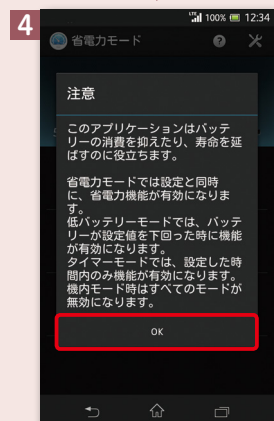 4
LTE 100% 12:34
省電力モード
注意
このアプリケーションはバッテ
リーの消費を抑えたり、寿命を延
ばすのに役立ちます。
省電力モードでは設定と同時
に、省電力機能が有効になりま
す。
低バッテリーモードでは、バッテ
リーが設定値を下回った時に機能
が有効になります。
タイマーモードでは、設定した時
間内のみ機能が有効になります。
機内モード時はすべてのモードが
無効になります。
OK